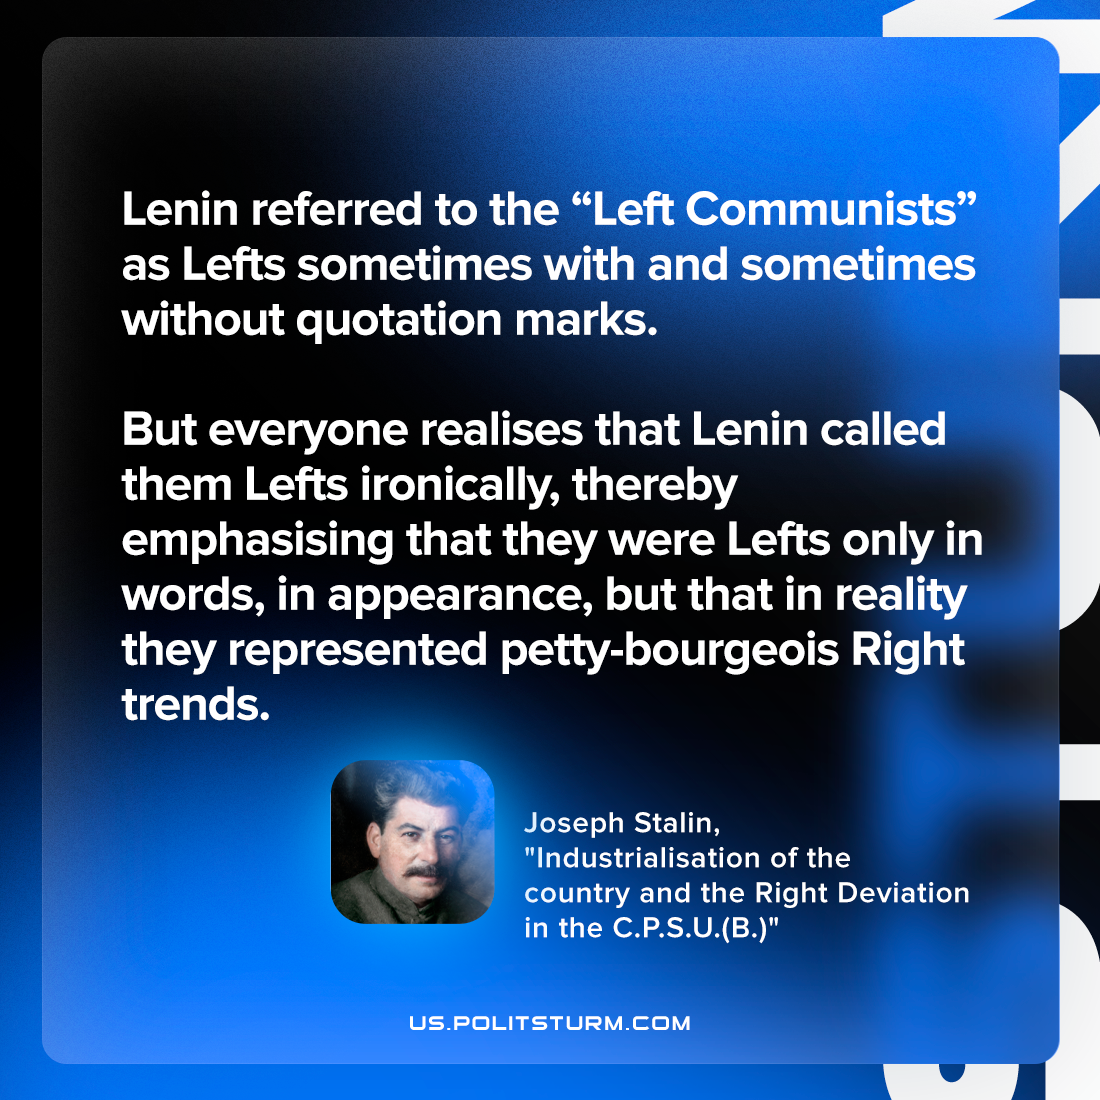 Lenin referred to the “Left Communists”
as Lefts sometimes with and sometimes
without quotation marks.
But everyone realises that Lenin called
them Lefts ironically, thereby
emphasising that they were Lefts only in
words, in appearance, but that in reality
they represented petty-bourgeois Right
trends.
Joseph Stalin,
"Industrialisation of the
country and the Right Deviation
in the C.P.S.U.(B.)"
US.POLITSTURM.COM